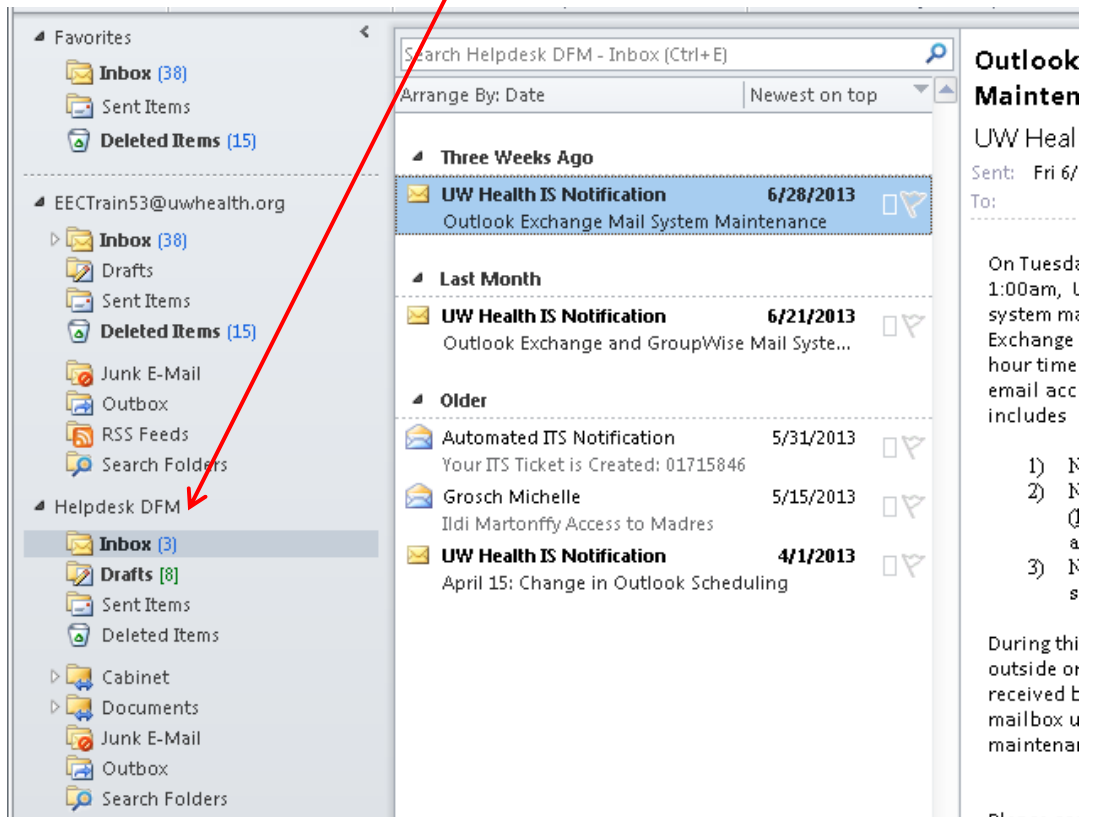 Favorites
Inbox (38)
Sent Items
Deleted Items (15)
EECTrain53@uwhealth.org
Inbox (38)
Drafts
Sent Items
Deleted Items (15)
Junk E-Mail
Outbox
RSS Feeds
Search Folders
Helpdesk DFM
Inbox (3)
Drafts [8]
Sent Items
Deleted Items
Cabinet
Documents
Junk E-Mail
Outbox
Search Folders
Search Helpdesk DFM - Inbox (Ctrl+E)
Arrange By: Date Newest on top
Three Weeks Ago
UW Health IS Notification 6/28/2013
Outlook Exchange Mail System Maintenance
Last Month
UW Health IS Notification 6/21/2013
Outlook Exchange and GroupWise Mail Syste...
Older
Automated ITS Notification 5/31/2013
Your ITS Ticket is Created: 01715846
Grosch Michelle 5/15/2013
Ildi Martonffy Access to Madres
UW Health IS Notification 4/1/2013
April 15: Change in Outlook Scheduling
Outlook
Mainten
UW Heal
Sent: Fri 6/
To:
On Tuesda
1:00am, U
system ma
Exchange
hour time
email acc
includes
1) N
2) N
(I
a
3) N
s
During thi
outside or
received b
mailbox u
maintenan